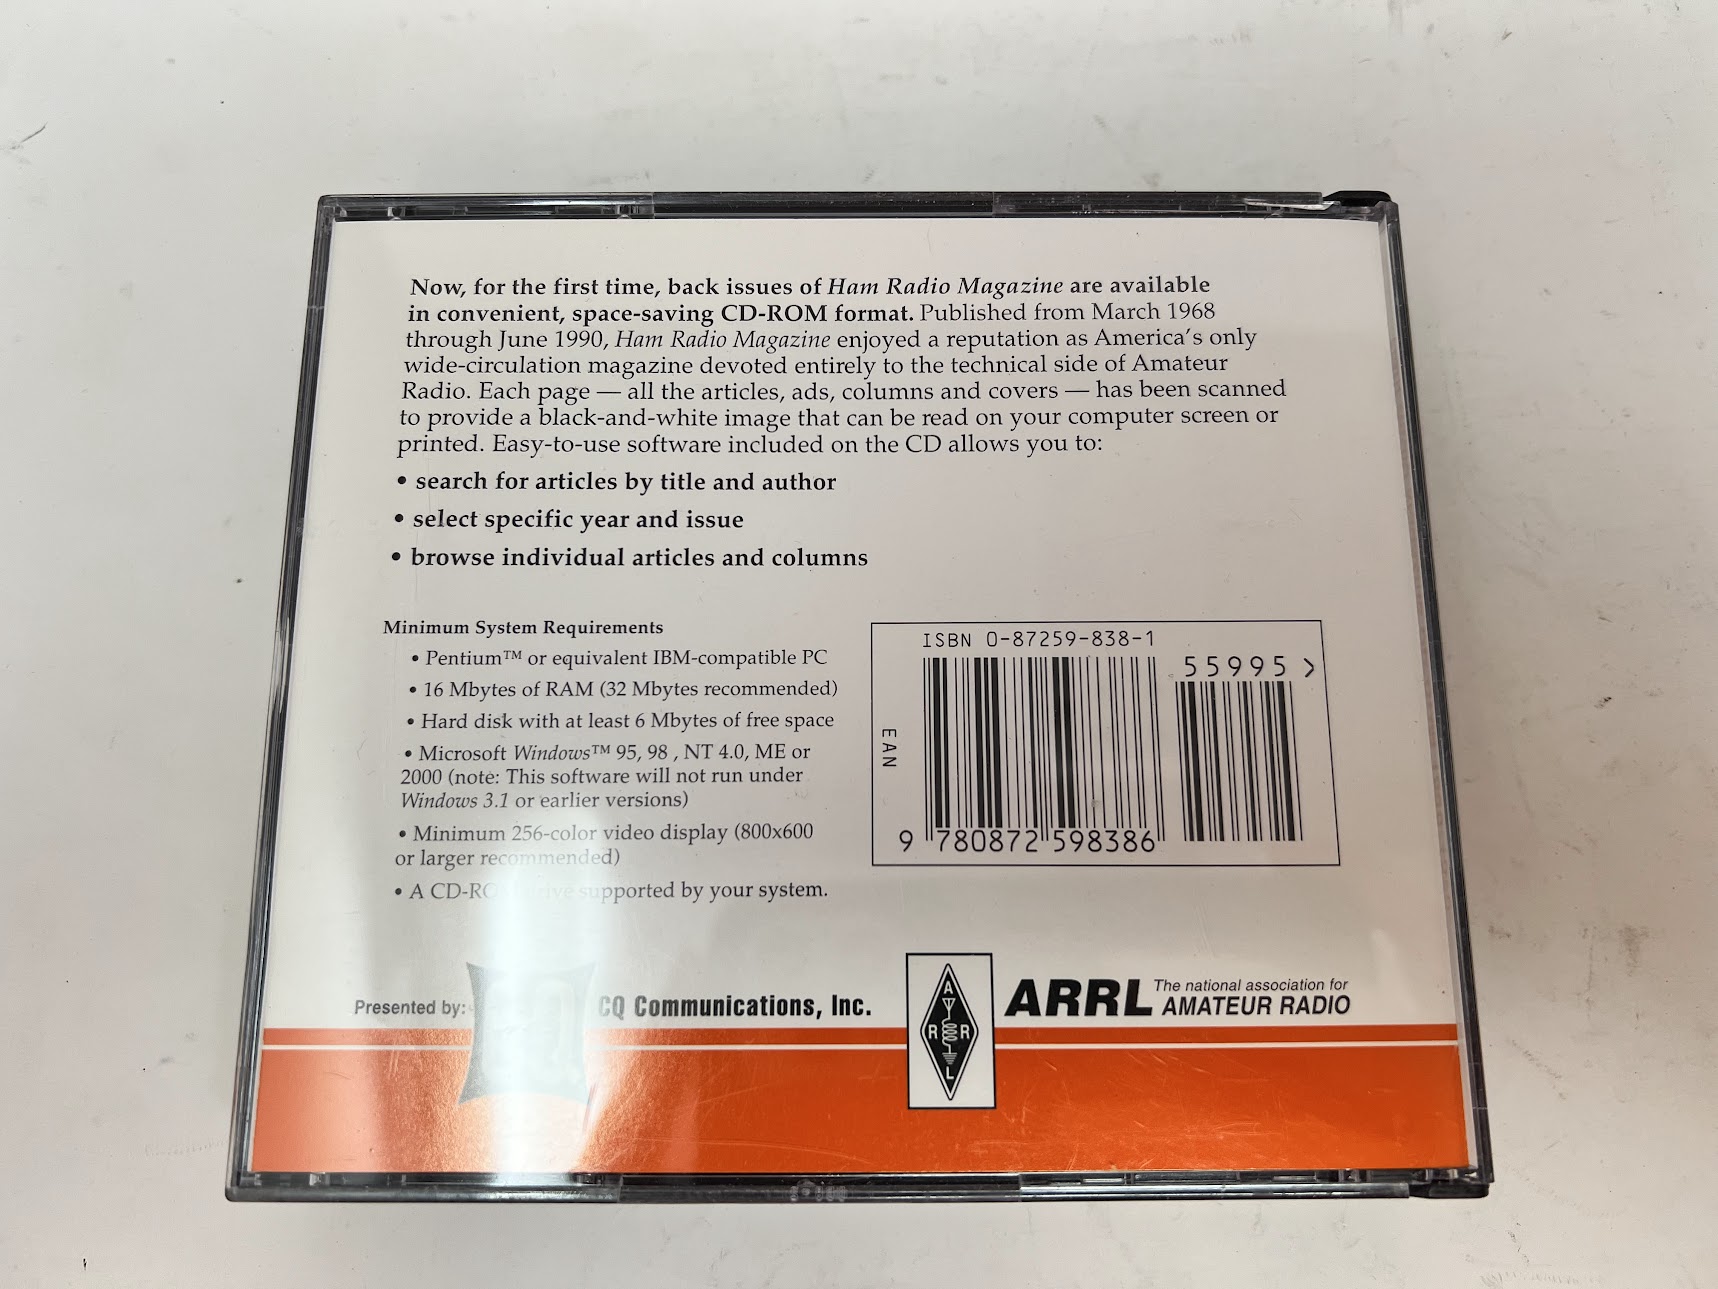 Now, for the first time, back issues of Ham Radio Magazine are available
in convenient, space-saving CD-ROM format. Published from March 1968
through June 1990, Ham Radio Magazine enjoyed a reputation as America's only
wide-circulation magazine devoted entirely to the technical side of Amateur
Radio. Each page — all the articles, ads, columns and covers — has been scanned
to provide a black-and-white image that can be read on your computer screen or
printed. Easy-to-use software included on the CD allows you to:
• search for articles by title and author
• select specific year and issue
• browse individual articles and columns
Minimum System Requirements
• Pentium™ or equivalent IBM-compatible PC
• 16 Mbytes of RAM (32 Mbytes recommended)
• Hard disk with at least 6 Mbytes of free space
• Microsoft Windows™ 95, 98 , NT 4.0, ME or
2000 (note: This software will not run under
Windows 3.1 or earlier versions)
• Minimum 256-color video display (800x600
or larger recommended)
• A CD-ROM drive supported by your system.
ISBN 0-87259-838-1
55995 >
EAN
9 780872 598386
Presented by:
CQ Communications, Inc.
A
R R
L
ARRL The national association for
AMATEUR RADIO